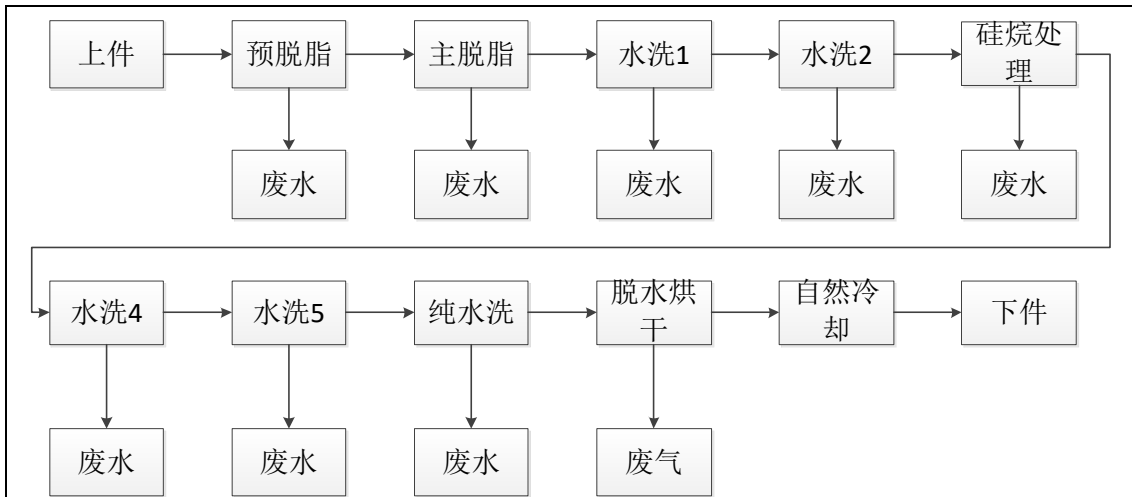 上件
预脱脂
主脱脂
水洗1
水洗2
硅烷处
理
废水
废水
废水
废水
废水
水洗4
水洗5
纯水洗
脱水烘
干
自然冷
却
下件
废水
废水
废水
废气